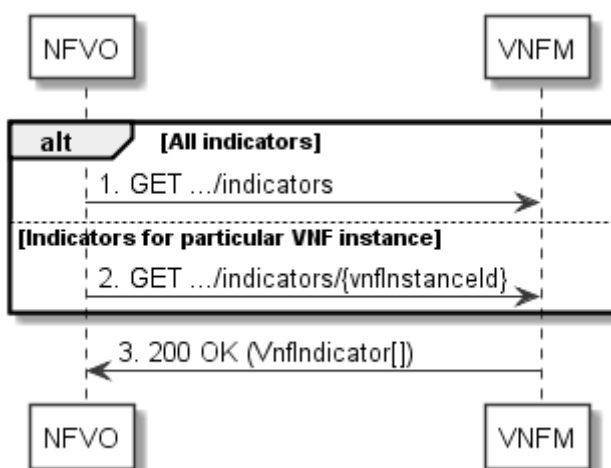 NFVO
VNFM
alt
[All indicators]
1. GET .../indicators
[Indicators for particular VNF instance]
2. GET .../indicators/{vnfInstanceId}
3. 200 OK (VnfIndicator[])
NFVO
VNFM